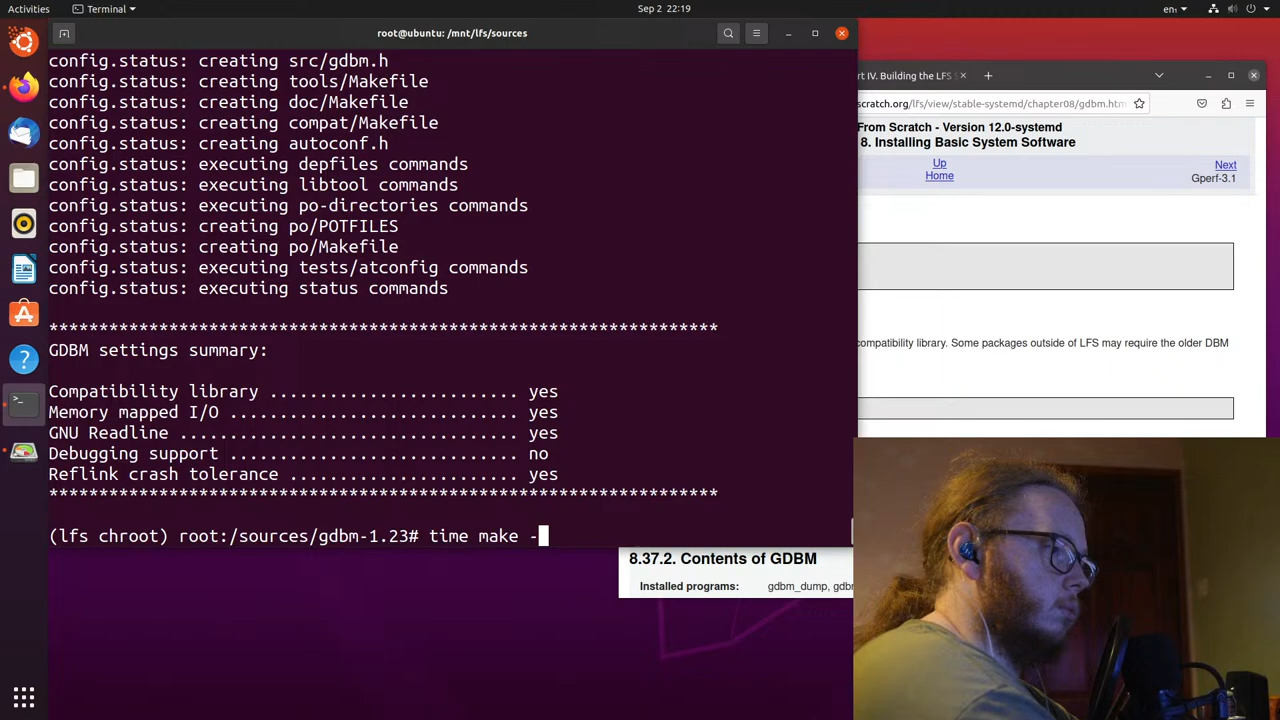 Activities
Terminal
Sep 2 22:19
en
root@ubuntu: /mnt/lfs/sources
config.status: creating src/gdbm.h
config.status: creating tools/Makefile
config.status: creating doc/Makefile
config.status: creating compat/Makefile
config.status: creating autoconf.h
config.status: executing depfiles commands
config.status: executing libtool commands
config.status: executing po-directories commands
config.status: creating po/POTFILES
config.status: creating po/Makefile
config.status: executing tests/atconfig commands
config.status: executing status commands
*******************************************************************
GDBM settings summary:
Compatibility library ......................... yes
Memory mapped I/O ............................. yes
GNU Readline .................................. yes
Debugging support ............................. no
Reflink crash tolerance ....................... yes
*******************************************************************
(lfs chroot) root:/sources/gdbm-1.23# time make -
rt IV. Building the LFS
scratch.org/lfs/view/stable-systemd/chapter08/gdbm.htm
From Scratch - Version 12.0-systemd
8. Installing Basic System Software
Up
Home
Next
Gperf-3.1
compatibility library. Some packages outside of LFS may require the older DBM
8.37.2. Contents of GDBM
Installed programs: gdbm_dump, gdb